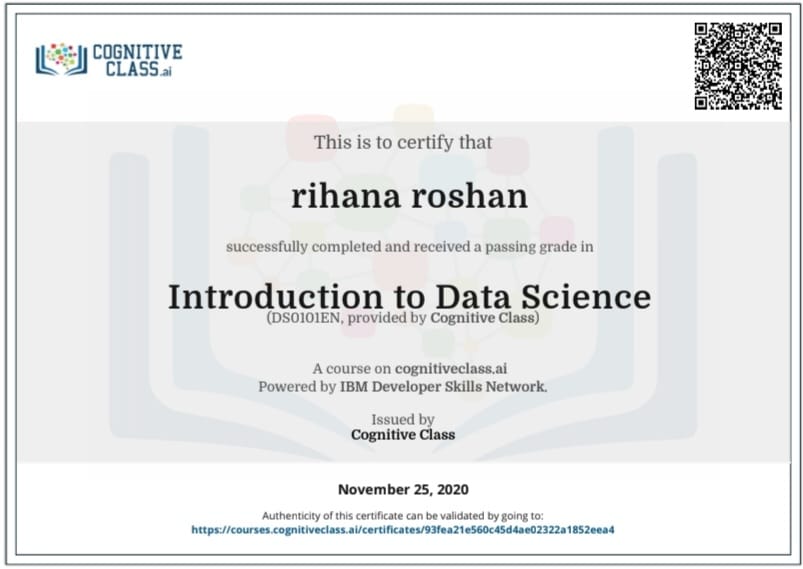 COGNITIVE
CLASS.ai
This is to certify that
rihana roshan
successfully completed and received a passing grade in
Introduction to Data Science
(DS0101EN, provided by Cognitive Class)
A course on cognitiveclass.ai
Powered by IBM Developer Skills Network.
Issued by
Cognitive Class
November 25, 2020
Authenticity of this certificate can be validated by going to:
https://courses.cognitiveclass.ai/certificates/93fea21e560c45d4ae02322a1852eea4